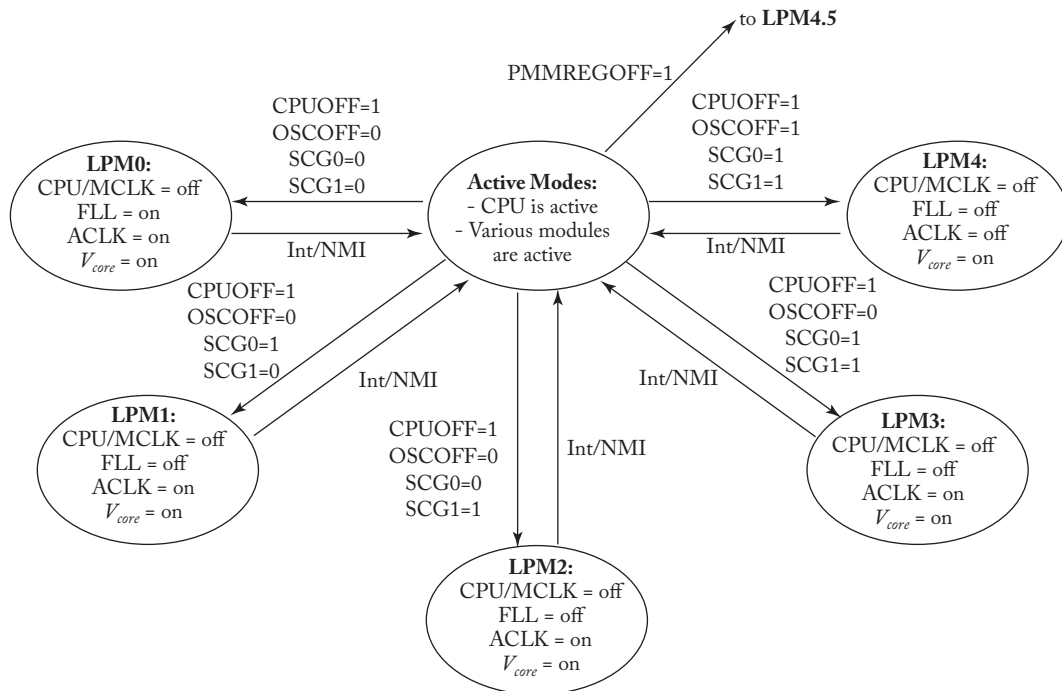 to LPM4.5
PMMREGOFF=1
CPUOFF=1
OSCOFF=0
SCG0=0
SCG1=0
CPUOFF=1
OSCOFF=1
SCG0=1
SCG1=1
LPM0:
CPU/MCLK = off
FLL = on
ACLK = on
Vcore = on
Active Modes:
- CPU is active
- Various modules
are active
LPM4:
CPU/MCLK = off
FLL = off
ACLK = off
Vcore = on
Int/NMI
Int/NMI
CPUOFF=1
OSCOFF=0
SCG0=1
SCG1=0
CPUOFF=1
OSCOFF=0
SCG0=1
SCG1=1
Int/NMI
Int/NMI
LPM1:
CPU/MCLK = off
FLL = off
ACLK = on
Vcore = on
CPUOFF=1
OSCOFF=0
SCG0=0
SCG1=1
Int/NMI
LPM3:
CPU/MCLK = off
FLL = off
ACLK = on
Vcore = on
LPM2:
CPU/MCLK = off
FLL = off
ACLK = on
Vcore = on